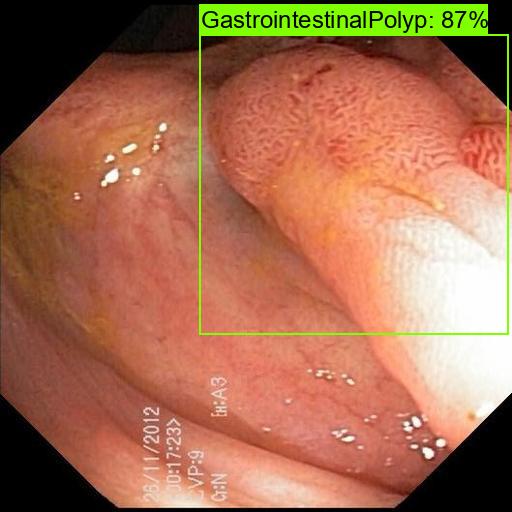 GastrointestinalPolyp: 87%
26/11/2012
00:17:23>
CVP:9
Cr:N
Eh:A3